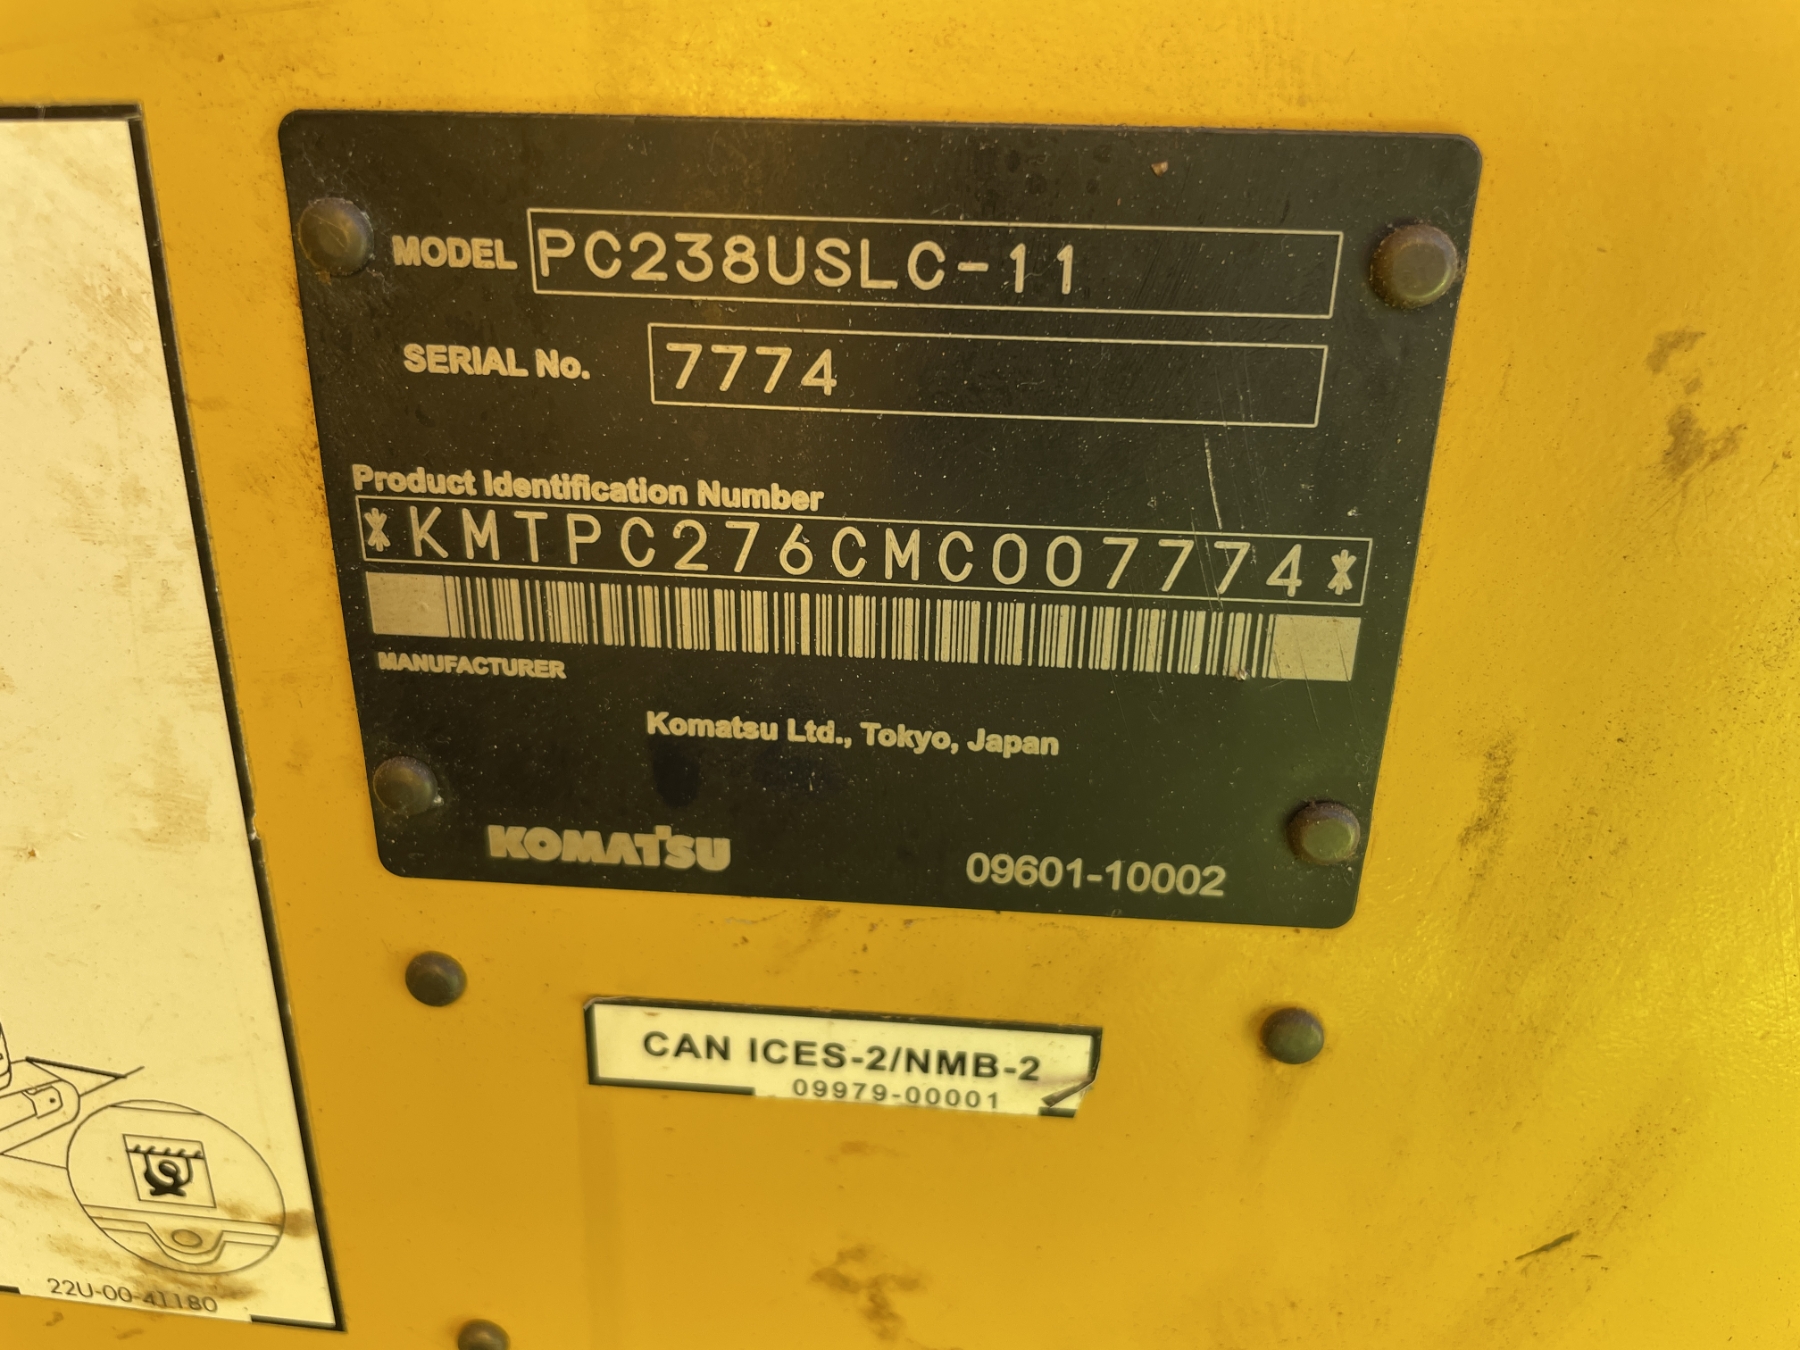 MODEL PC238USLC-11
SERIAL No. 7774
Product Identification Number
*KMTPC276CMC007774*
MANUFACTURER
Komatsu Ltd., Tokyo, Japan
KOMATSU 09601-10002
CAN ICES-2/NMB-2
09979-00001
22U-00-41180